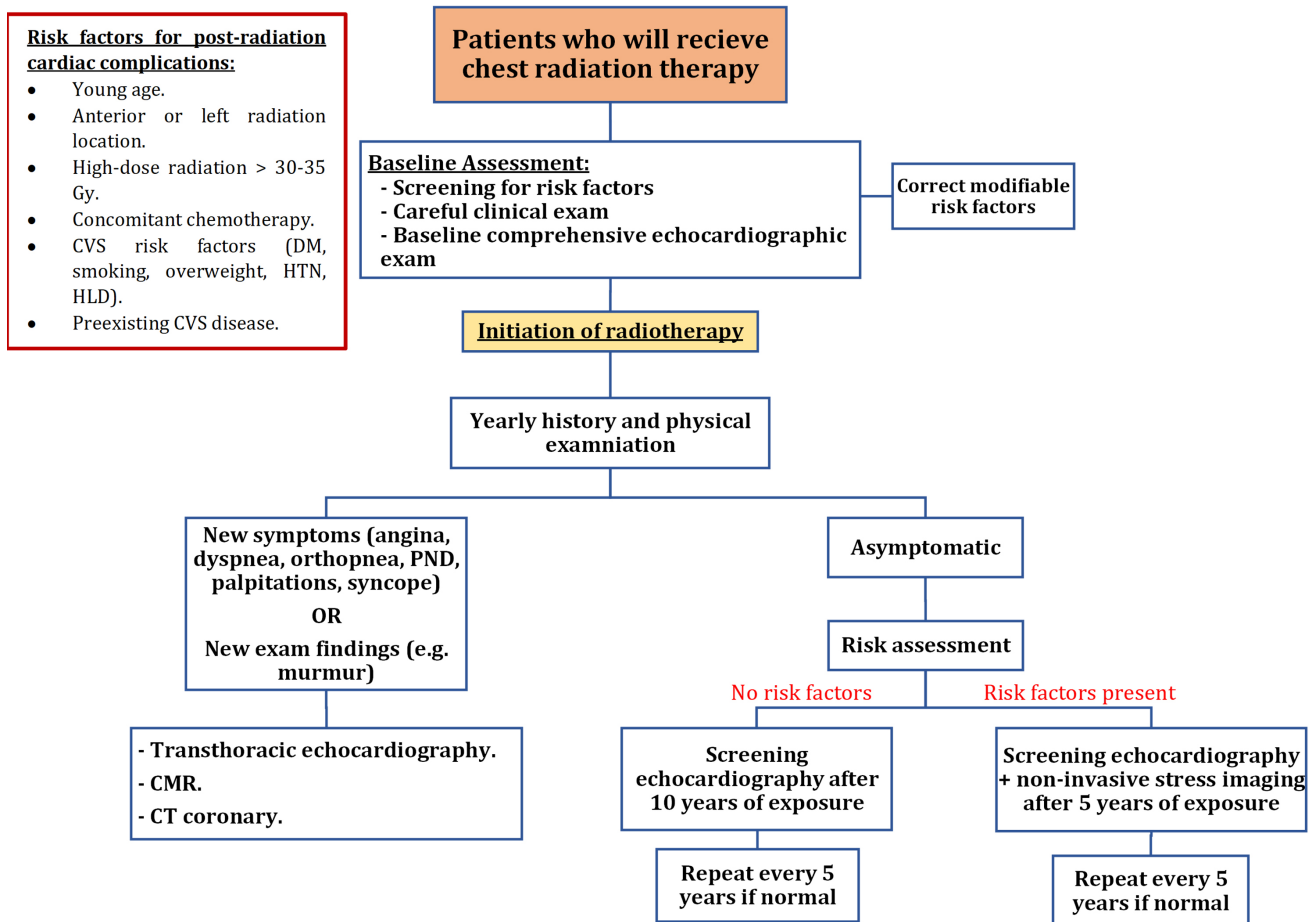 Risk factors for post-radiation
cardiac complications:
• Young age.
• Anterior or left radiation
location.
• High-dose radiation > 30-35
Gy.
• Concomitant chemotherapy.
• CVS risk factors (DM,
smoking, overweight, HTN,
HLD).
• Preexisting CVS disease.
Patients who will recieve
chest radiation therapy
Baseline Assessment:
- Screening for risk factors
- Careful clinical exam
- Baseline comprehensive echocardiographic
exam
Correct modifiable
risk factors
Initiation of radiotherapy
Yearly history and physical
examniation
New symptoms (angina,
dyspnea, orthopnea, PND,
palpitations, syncope)
OR
New exam findings (e.g.
murmur)
- Transthoracic echocardiography.
- CMR.
- CT coronary.
Asymptomatic
Risk assessment
No risk factors
Risk factors present
Screening
echocardiography after
10 years of exposure
Repeat every 5
years if normal
Screening echocardiography
+ non-invasive stress imaging
after 5 years of exposure
Repeat every 5
years if normal